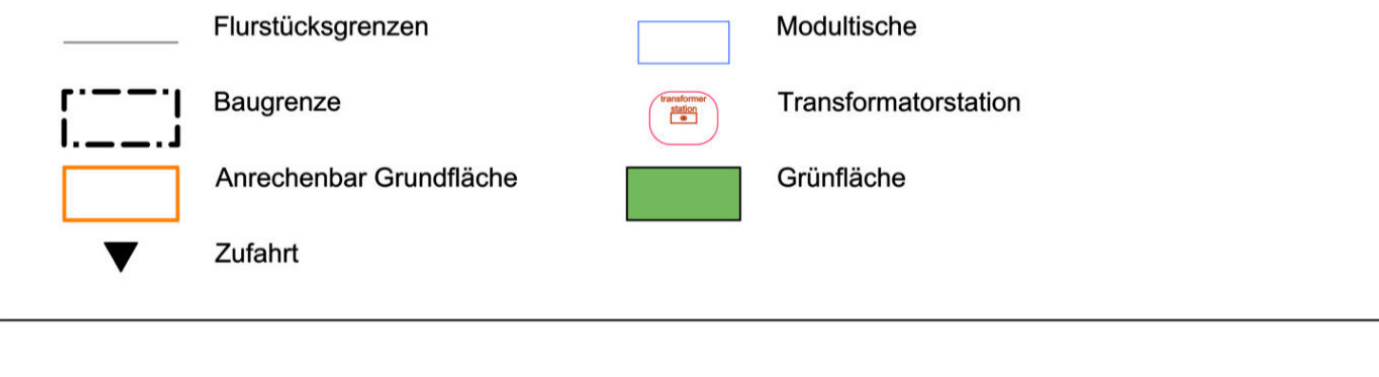 Flurstücksgrenzen
Baugrenze
Anrechenbar Grundfläche
Zufahrt
Modultische
transformer
station
Transformatorstation
Grünfläche